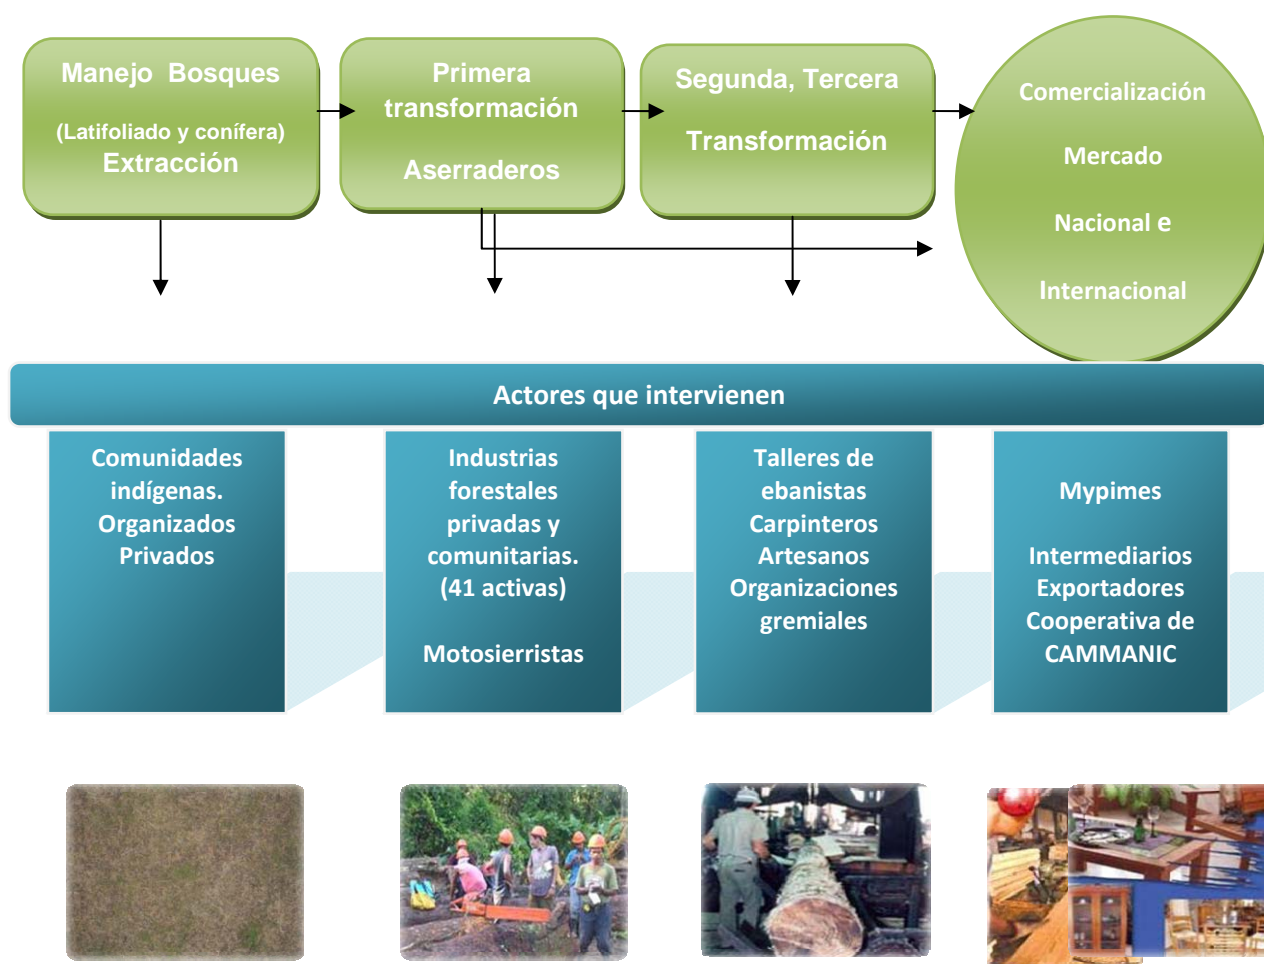 Manejo Bosques
(Latifoliado y conífera)
Extracción
Primera
transformación
Aserraderos
Segunda, Tercera
Transformación
Comercialización
Mercado
Nacional e
Internacional
Actores que intervienen
Comunidades
indígenas.
Organizados
Privados
Industrias
forestales
privadas y
comunitarias.
(41 activas)
Motosierristas
Talleres de
ebanistas
Carpinteros
Artesanos
Organizaciones
gremiales
Mypimes
Intermediarios
Exportadores
Cooperativa de
CAMMANIC